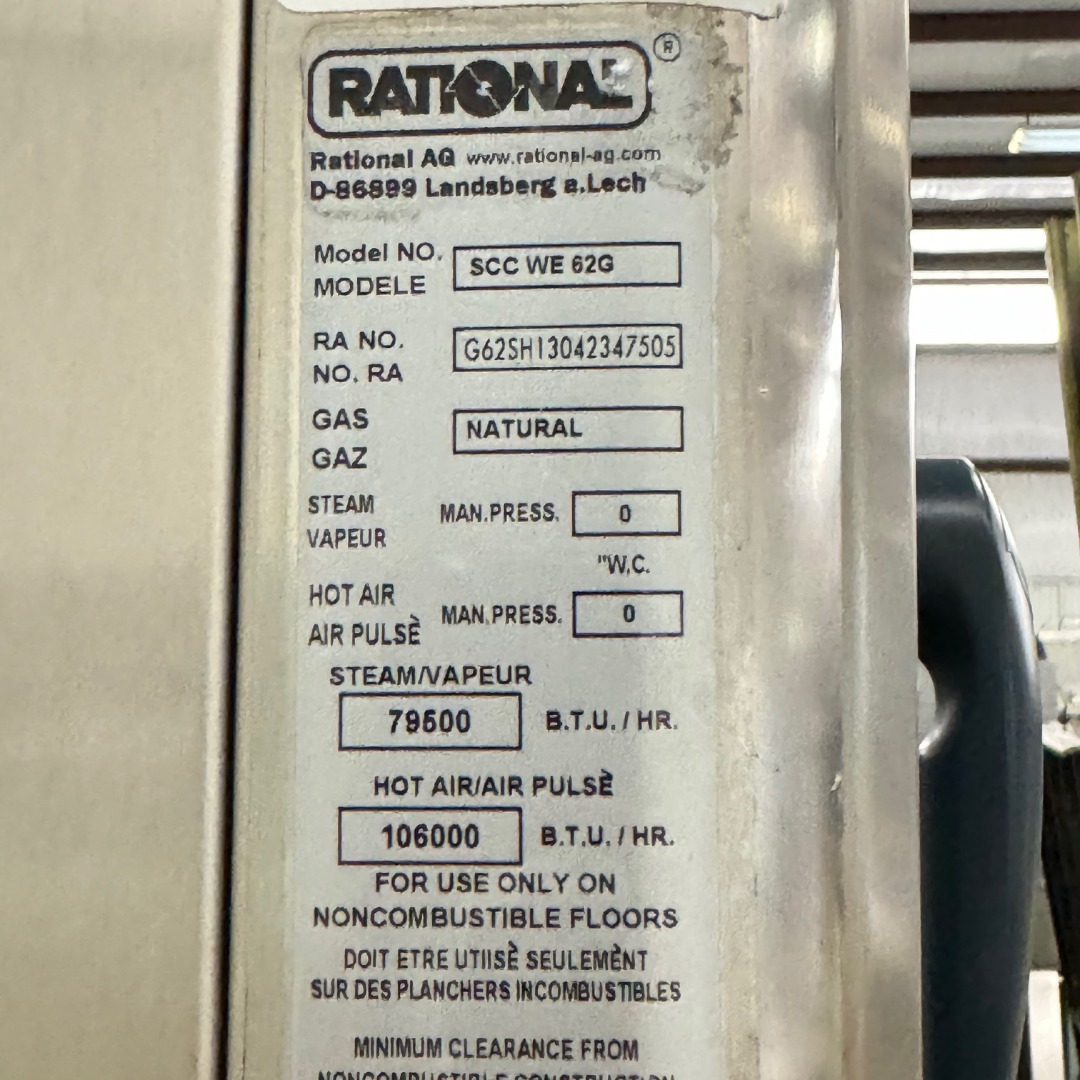 RATIONAL ®
Rational AG www.rational-ag.com
D-86899 Landsberg a.Lech
Model NO. SCC WE 62G
MODELE
RA NO. G62SH13042347505
NO. RA
GAS NATURAL
GAZ
STEAM MAN.PRESS. 0
VAPEUR
"W.C.
HOT AIR MAN.PRESS. 0
AIR PULSÈ
STEAM/VAPEUR
79500 B.T.U. / HR.
HOT AIR/AIR PULSÈ
106000 B.T.U. / HR.
FOR USE ONLY ON
NONCOMBUSTIBLE FLOORS
DOIT ETRE UTIISÈ SEULEMÈNT
SUR DES PLANCHERS INCOMBUSTIBLES
MINIMUM CLEARANCE FROM
NONCOMBUSTIBLE CONSTRUCTION